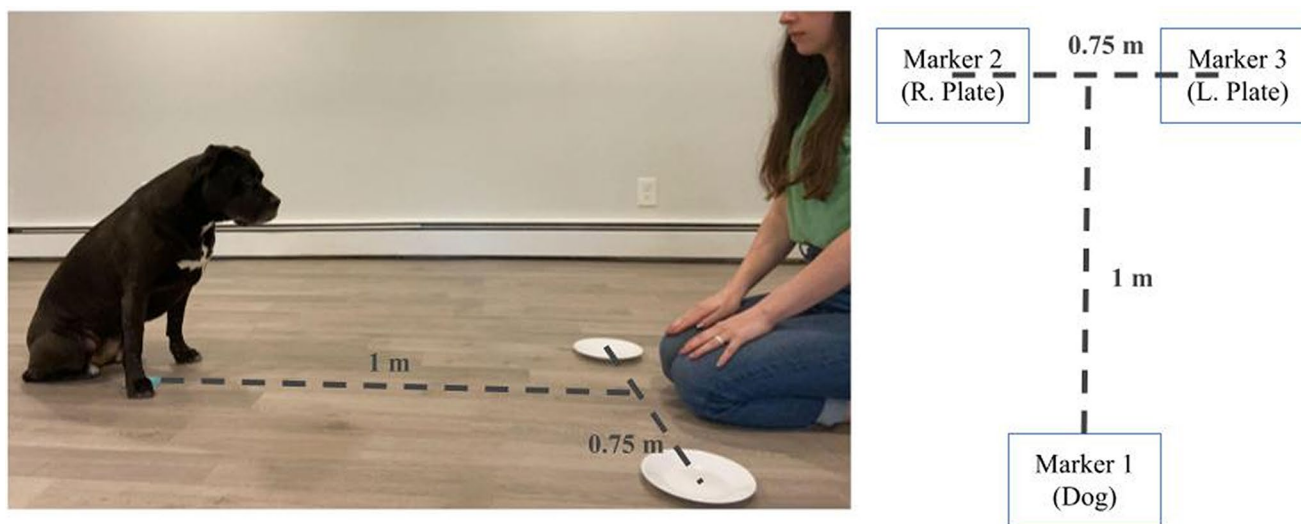 1 m
0.75 m
0.75 m
Marker 2
(R. Plate)
Marker 3
(L. Plate)
1 m
Marker 1
(Dog)